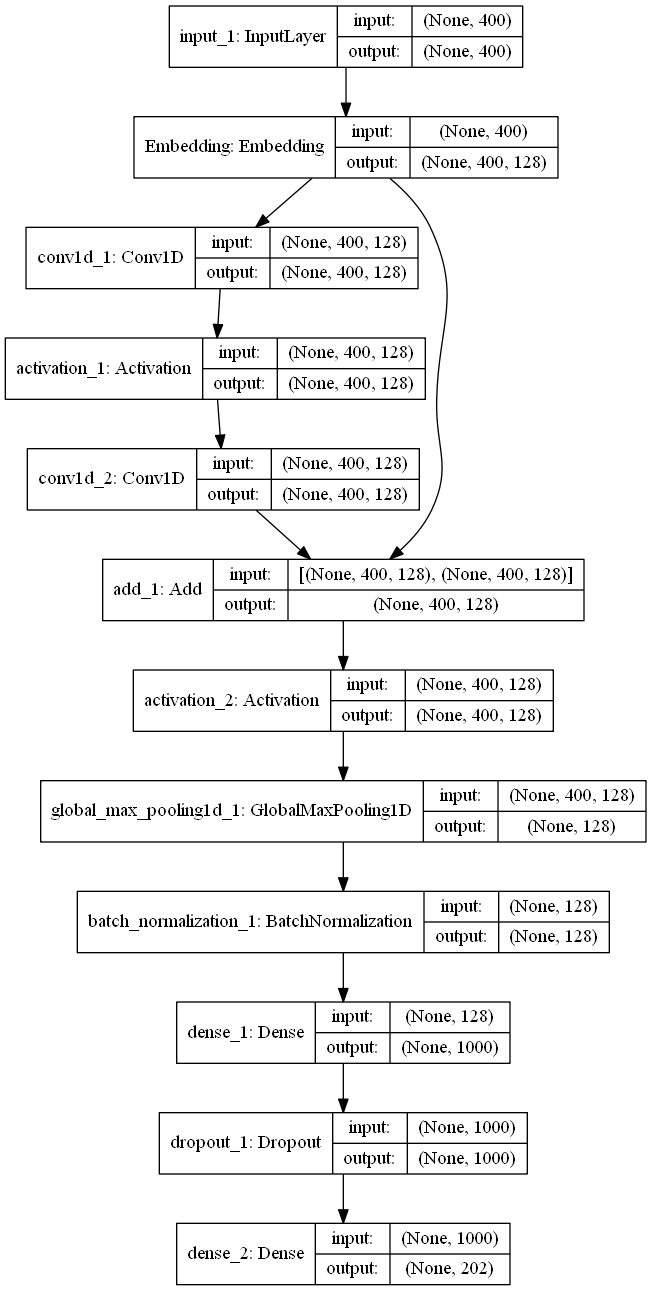 input_1: InputLayer
input: (None, 400)
output: (None, 400)
Embedding: Embedding
input: (None, 400)
output: (None, 400, 128)
conv1d_1: Conv1D
input: (None, 400, 128)
output: (None, 400, 128)
activation_1: Activation
input: (None, 400, 128)
output: (None, 400, 128)
conv1d_2: Conv1D
input: (None, 400, 128)
output: (None, 400, 128)
add_1: Add
input: [(None, 400, 128), (None, 400, 128)]
output: (None, 400, 128)
activation_2: Activation
input: (None, 400, 128)
output: (None, 400, 128)
global_max_pooling1d_1: GlobalMaxPooling1D
input: (None, 400, 128)
output: (None, 128)
batch_normalization_1: BatchNormalization
input: (None, 128)
output: (None, 128)
dense_1: Dense
input: (None, 128)
output: (None, 1000)
dropout_1: Dropout
input: (None, 1000)
output: (None, 1000)
dense_2: Dense
input: (None, 1000)
output: (None, 202)